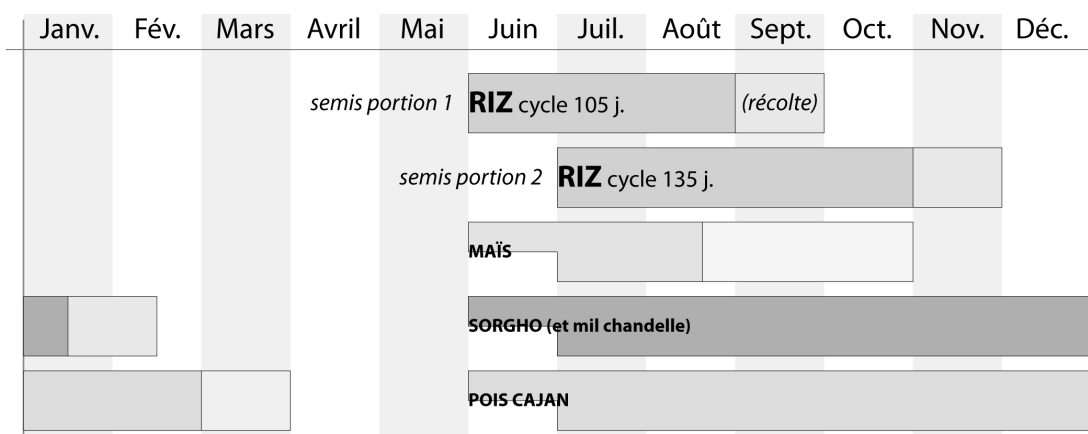 Janv. Fév. Mars Avril Mai Juin Juil. Août Sept. Oct. Nov. Déc.
semis portion 1 RIZ cycle 105 j. (récolte)
semis portion 2 RIZ cycle 135 j.
MAÏS
SORGHO (et mil chandelle)
POIS CAJAN